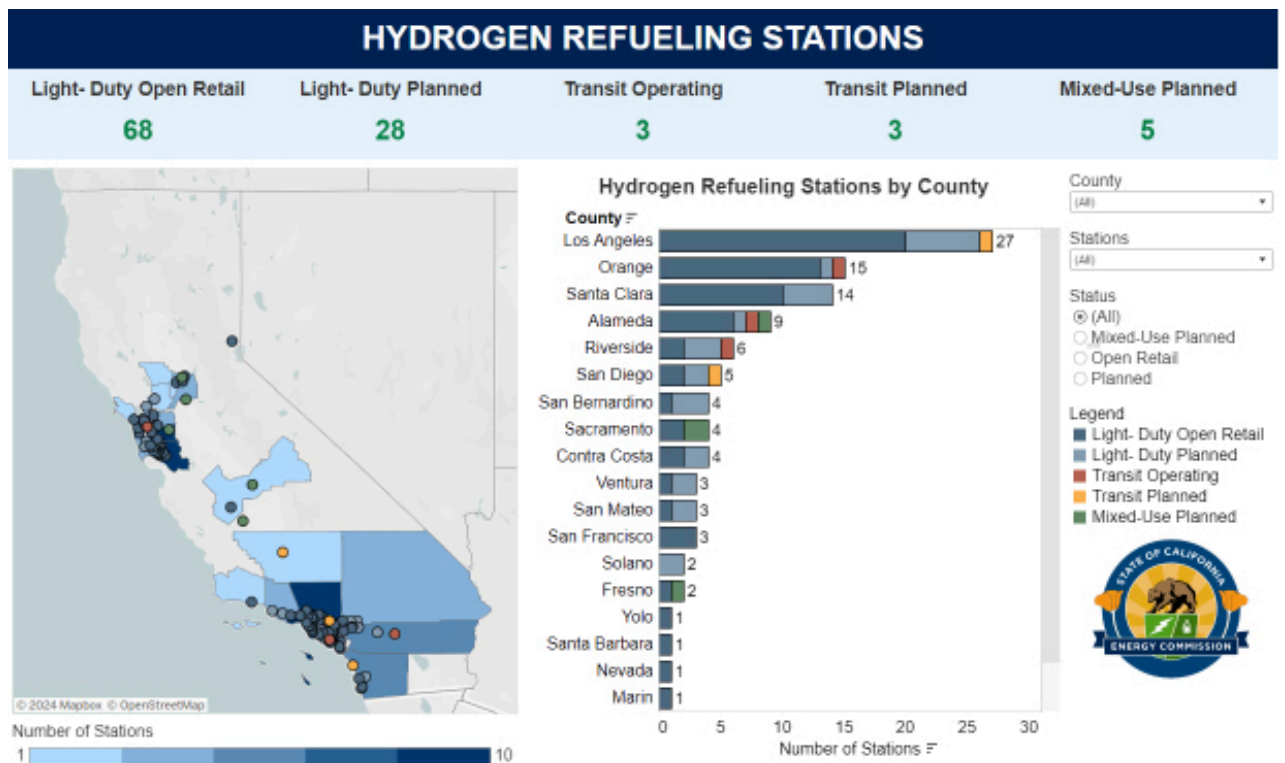 HYDROGEN REFUELING STATIONS
Light- Duty Open Retail
68
Light- Duty Planned
28
Transit Operating
3
Transit Planned
3
Mixed-Use Planned
5
© 2024 Mapbox © OpenStreetMap
Number of Stations
1
10
Hydrogen Refueling Stations by County
County
Los Angeles 27
Orange 15
Santa Clara 14
Alameda 9
Riverside 6
San Diego 5
San Bernardino 4
Sacramento 4
Contra Costa 4
Ventura 3
San Mateo 3
San Francisco 3
Solano 2
Fresno 2
Yolo 1
Santa Barbara 1
Nevada 1
Marin 1
0 5 10 15 20 25 30
Number of Stations
County
(All)
Stations
(All)
Status
(All)
Mixed-Use Planned
Open Retail
Planned
Legend
Light- Duty Open Retail
Light- Duty Planned
Transit Operating
Transit Planned
Mixed-Use Planned
STATE OF CALIFORNIA
ENERGY COMMISSION